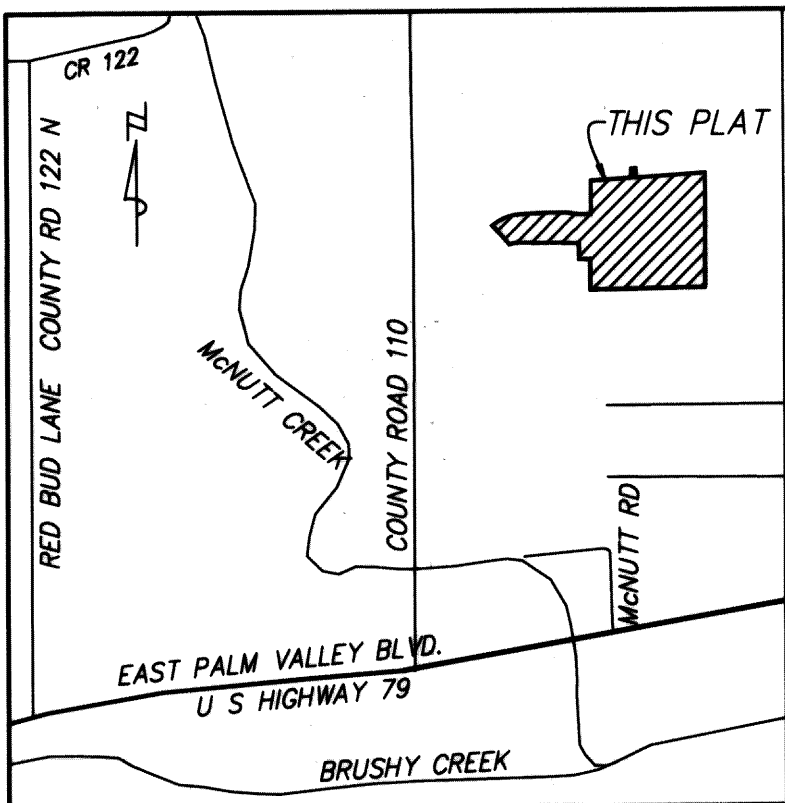 CR 122
N
THIS PLAT
RED BUD LANE COUNTY RD 122 N
McNUTT CREEK
COUNTY ROAD 110
McNUTT RD
EAST PALM VALLEY BLVD.
U S HIGHWAY 79
BRUSHY CREEK